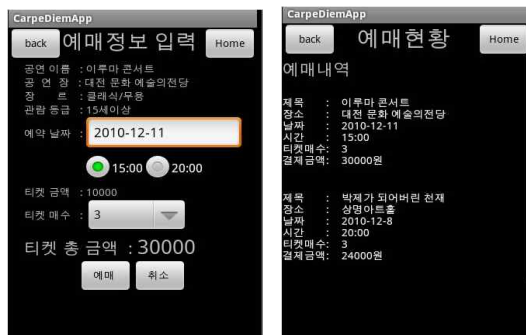 CarpeDiemApp
back 예매정보 입력 Home
공연 이름 : 이루마 콘서트
공 연 장 : 대전 문화 예술의전당
장 르 : 클래식/무용
관람 등급 : 15세이상
예약 날짜 : 2010-12-11
15:00 20:00
티켓 금액 : 10000
티켓 매수 : 3
티켓 총 금액 : 30000
예매 취소
CarpeDiemApp
back 예매현황 Home
예매내역
제목 : 이루마 콘서트
장소 : 대전 문화 예술의전당
날짜 : 2010-12-11
시간 : 15:00
티켓매수: 3
결제금액: 30000원
제목 : 박제가 되어버린 천재
장소 : 상명아트홀
날짜 : 2010-12-8
시간 : 20:00
티켓매수: 3
결제금액: 24000원